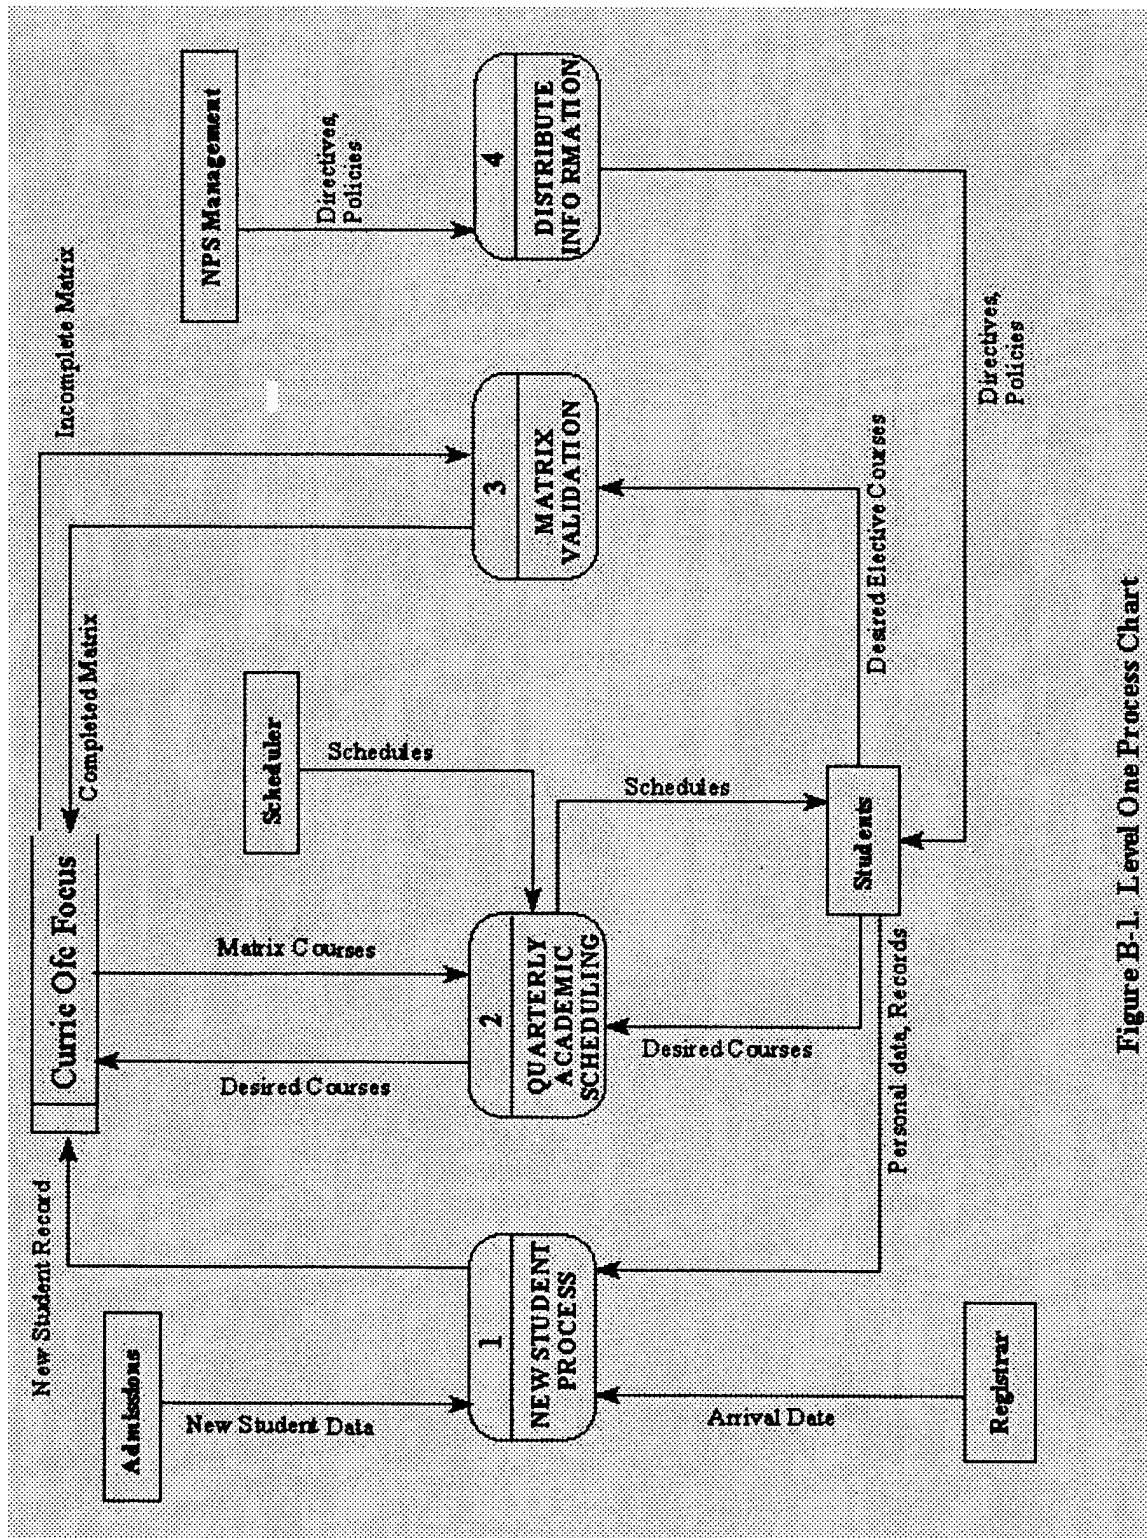 New Student Record
Incomplete Matrix
Curric Ofc Focus
Completed Matrix
Admissions
New Student Data
Desired Courses
Matrix Courses
Scheduler
Schedules
NPS Management
Directives,
Policies
1
NEW STUDENT
PROCESS
2
QUARTERLY
ACADEMIC
SCHEDULING
3
MATRIX
VALIDATION
4
DISTRIBUTE
INFORMATION
Arrival Date
Desired Courses
Schedules
Registrar
Personal data, Records
Students
Desired Elective Courses
Directives,
Policies
Figure B-1. Level One Process Chart